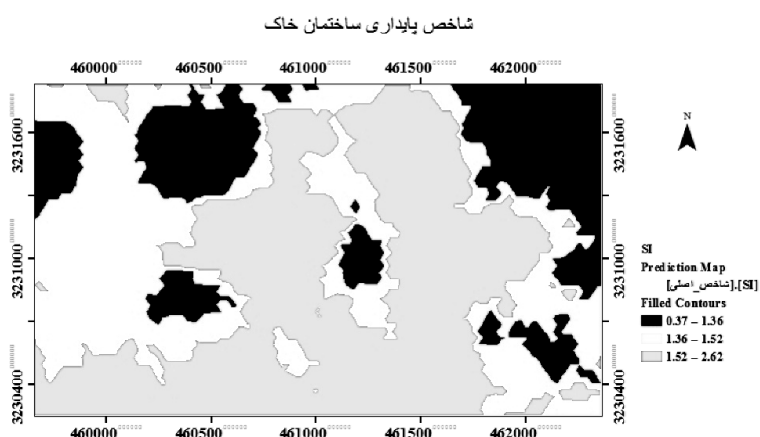 شاخص پایداری ساختمان خاک
460000 460500 461000 461500 462000
N
3231600 3231600
3231000 3231000
3230400 3230400
SI
Prediction Map
[شاخص_اصلی].[SI]
Filled Contours
0.37 – 1.36
1.36 – 1.52
1.52 – 2.62
460000 460500 461000 461500 462000